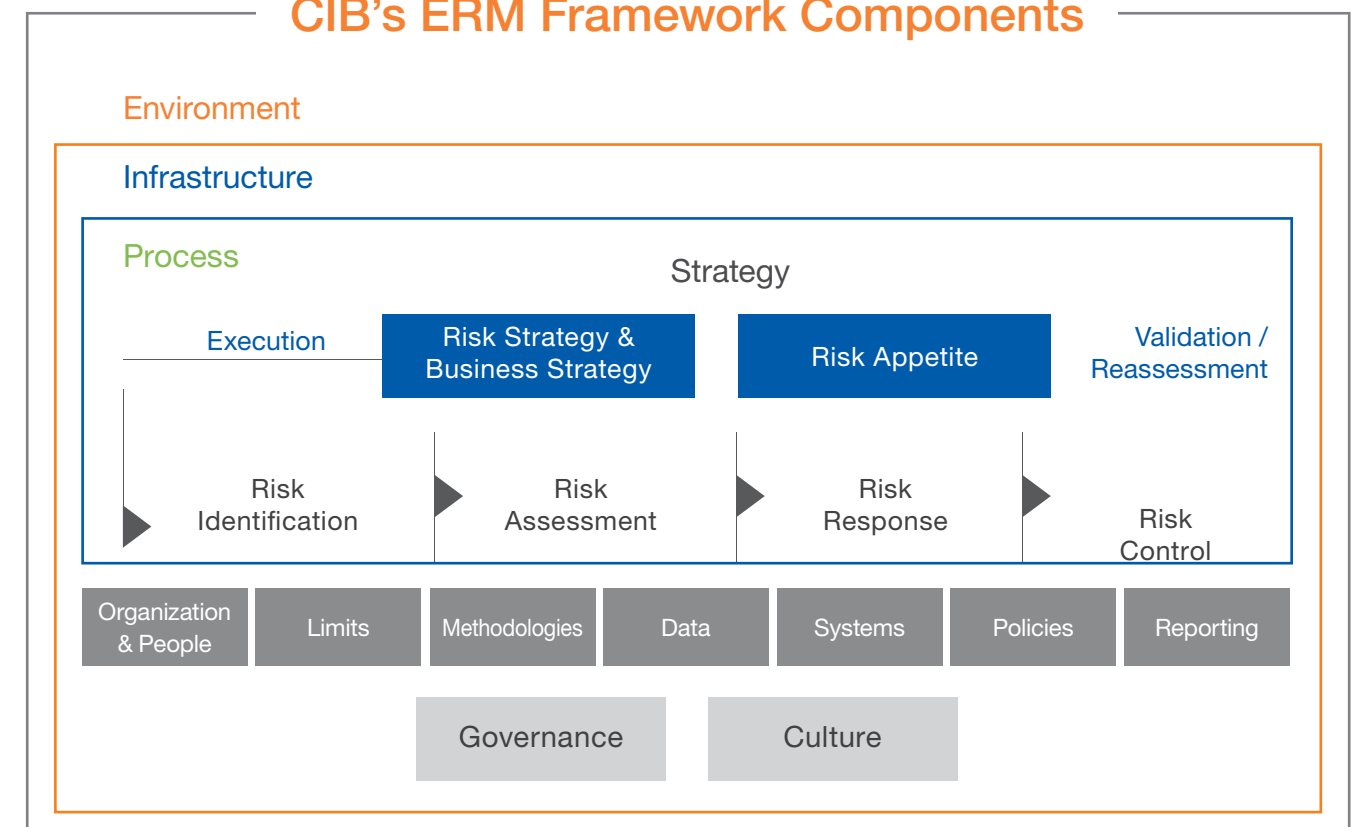 CIB's ERM Framework Components
Environment
Infrastructure
Process
Strategy
Execution
Risk Strategy &
Business Strategy
Risk Appetite
Validation /
Reassessment
Risk
Identification
Risk
Assessment
Risk
Response
Risk
Control
Organization
& People
Limits
Methodologies
Data
Systems
Policies
Reporting
Governance
Culture